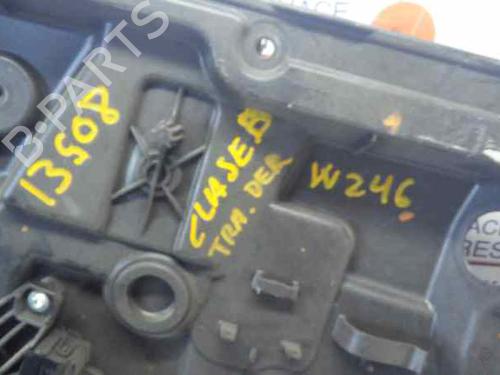 B-PARTS
13508
CLASE B
TRA. DER
W246